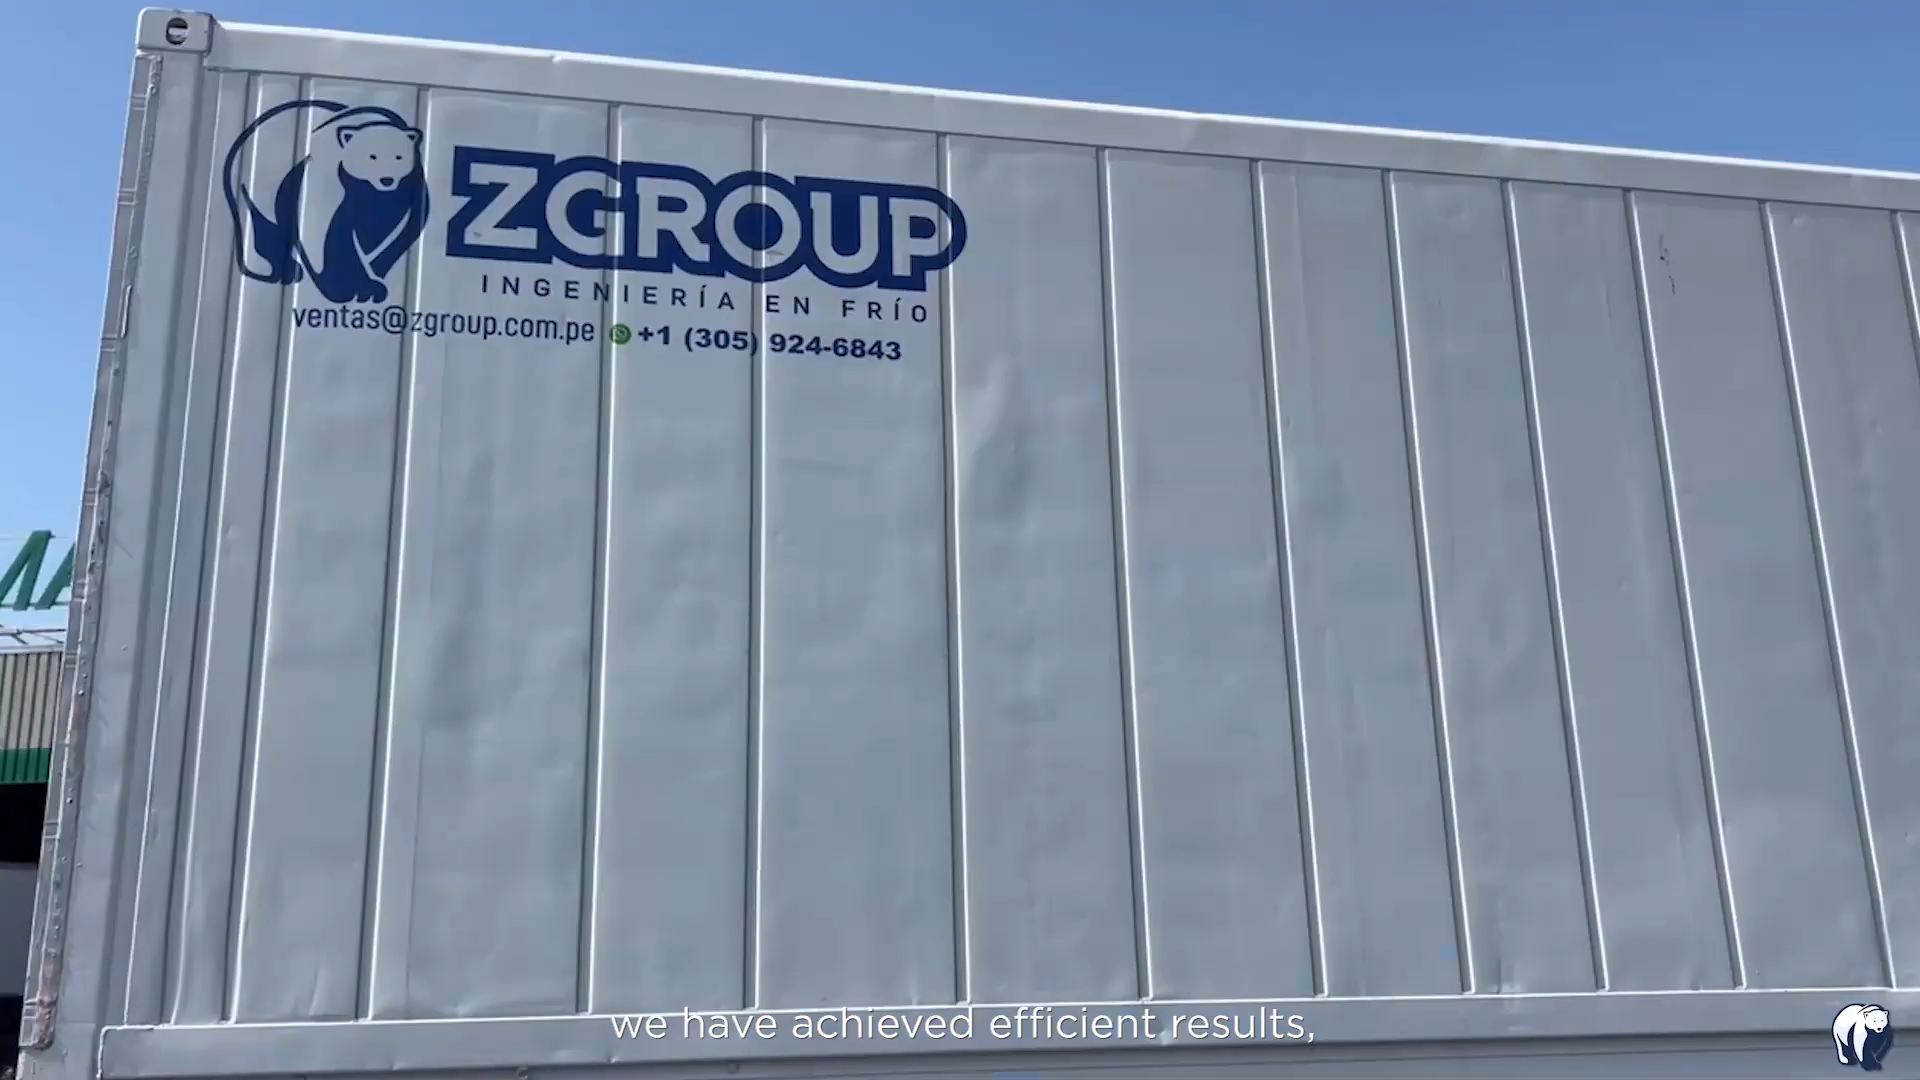 ZGROUP
INGENIERÍA EN FRÍO
ventas@zgroup.com.pe +1 (305) 924-6843
we have achieved efficient results,